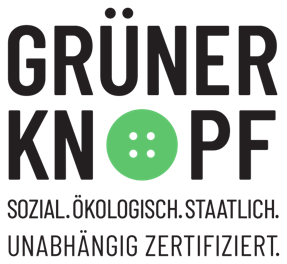 GRÜNER
KNOPF
SOZIAL. ÖKOLOGISCH. STAATLICH.
UNABHÄNGIG ZERTIFIZIERT.